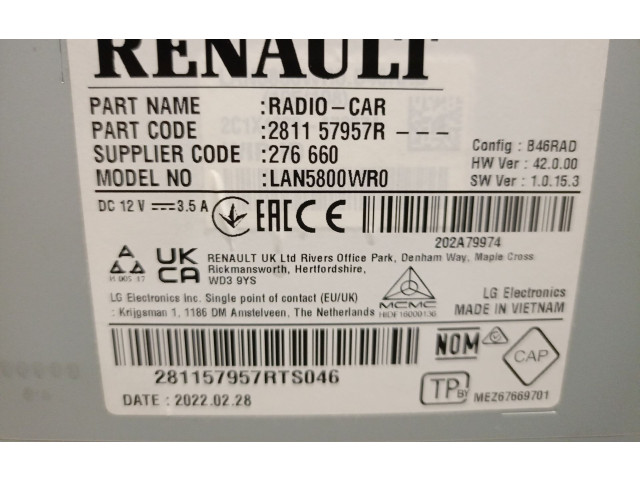 RENAULT
PART NAME :RADIO-CAR
PART CODE :2811 57957R ---
SUPPLIER CODE :276 660
MODEL NO :LAN5800WR0
Config : B46RAD
HW Ver : 42.0.00
SW Ver : 1.0.15.3
DC 12 V 3.5 A
EAC CE
202A79974
UK
CA
RENAULT UK Ltd Rivers Office Park, Denham Way, Maple Cross
Rickmansworth, Hertfordshire,
WD3 9YS
LG Electronics Inc. Single point of contact (EU/UK)
: Krijgsman 1, 1186 DM Amstelveen, The Netherlands
MCMC
LG Electronics
MADE IN VIETNAM
281157957RTS046
DATE : 2022.02.28
NOM
CAP
TP BY
MEZ67669701